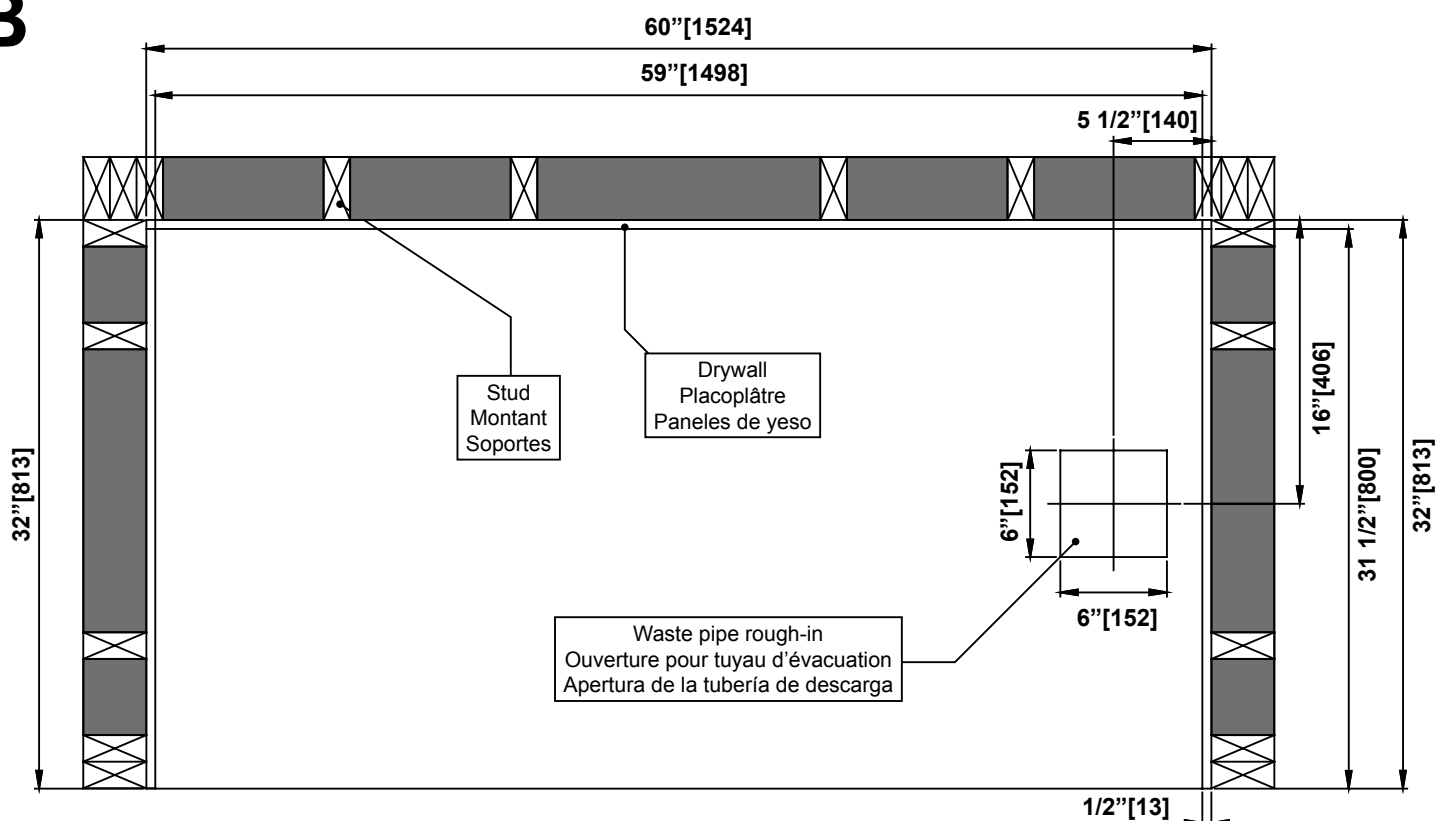 B
60”[1524]
59”[1498]
5 1/2”[140]
Stud
Montant
Soportes
Drywall
Placoplâtre
Paneles de yeso
16”[406]
32”[813]
6”[152]
31 1/2”[800]
32”[813]
6”[152]
Waste pipe rough-in
Ouverture pour tuyau d’évacuation
Apertura de la tubería de descarga
1/2”[13]